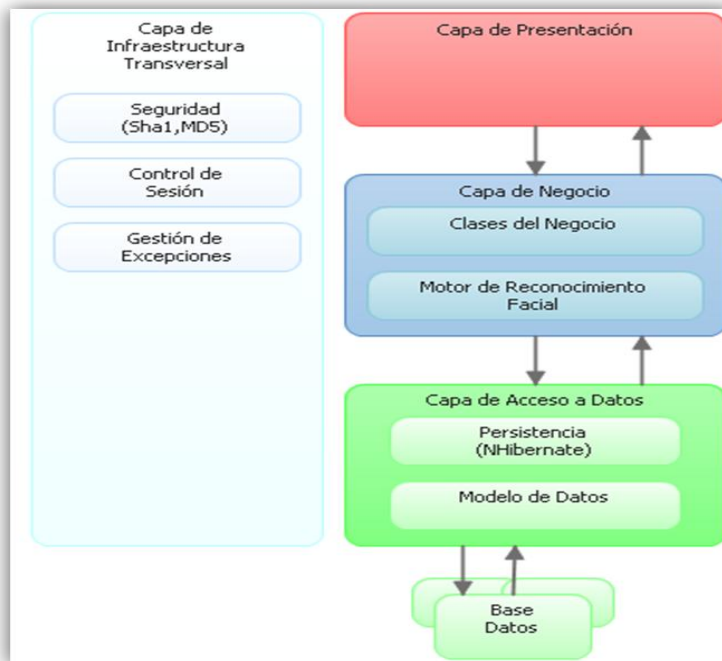 Capa de
Infraestructura
Transversal
Seguridad
(Sha1,MD5)
Control de
Sesión
Gestión de
Excepciones
Capa de Presentación
Capa de Negocio
Clases del Negocio
Motor de Reconocimiento
Facial
Capa de Acceso a Datos
Persistencia
(NHibernate)
Modelo de Datos
Base
Datos